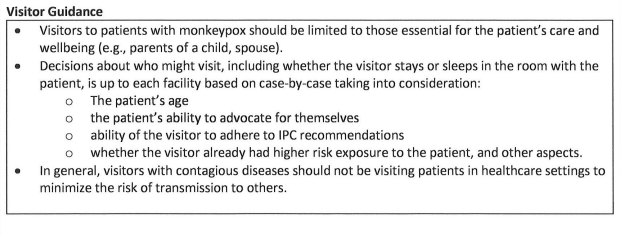 Visitor Guidance
• Visitors to patients with monkeypox should be limited to those essential for the patient's care and
wellbeing (e.g., parents of a child, spouse).
• Decisions about who might visit, including whether the visitor stays or sleeps in the room with the
patient, is up to each facility based on case-by-case taking into consideration:
o The patient's age
o the patient's ability to advocate for themselves
o ability of the visitor to adhere to IPC recommendations
o whether the visitor already had higher risk exposure to the patient, and other aspects.
• In general, visitors with contagious diseases should not be visiting patients in healthcare settings to
minimize the risk of transmission to others.